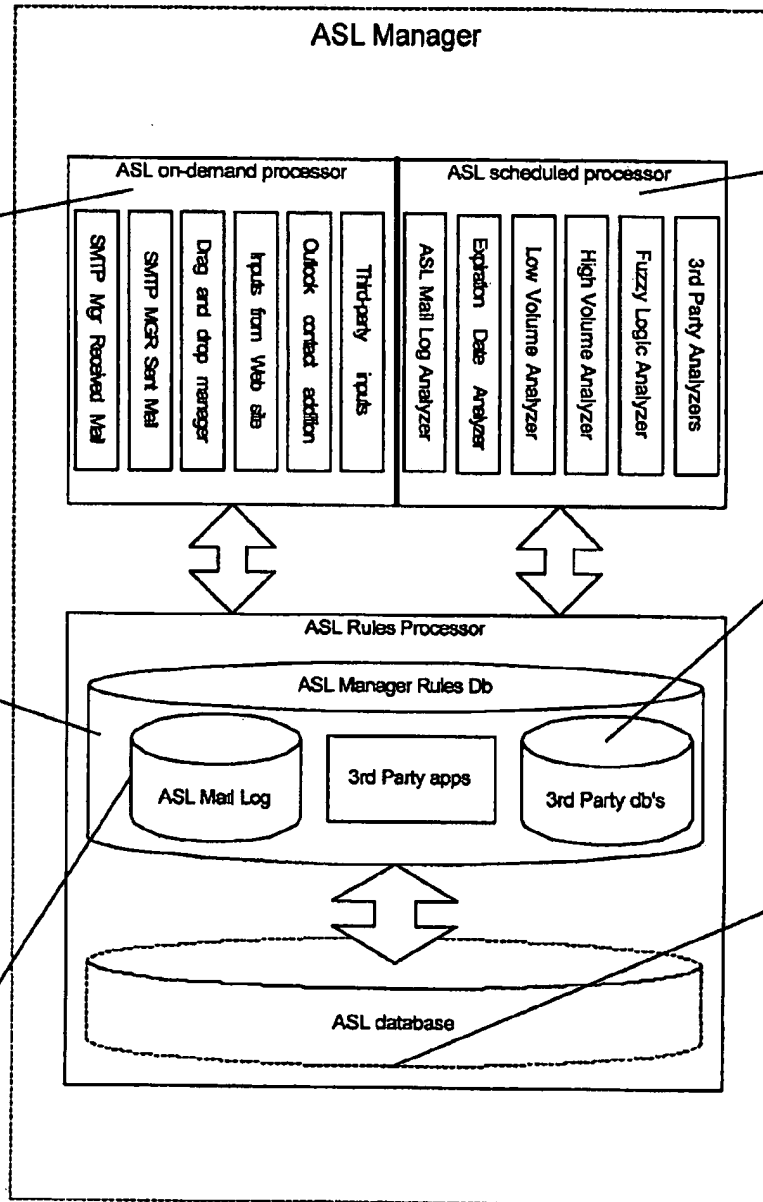 ASL Manager
ASL on-demand processor
ASL scheduled processor
SMTP Mgr Received Mail
SMTP MGR Sent Mail
Drag and drop manager
Inputs from Web site
Outlook contact addition
Third-party inputs
ASL Mail Log Analyzer
Expiration Date Analyzer
Low Volume Analyzer
High Volume Analyzer
Fuzzy Logic Analyzer
3rd Party Analyzers
ASL Rules Processor
ASL Manager Rules Db
ASL Mail Log
3rd Party apps
3rd Party db's
ASL database